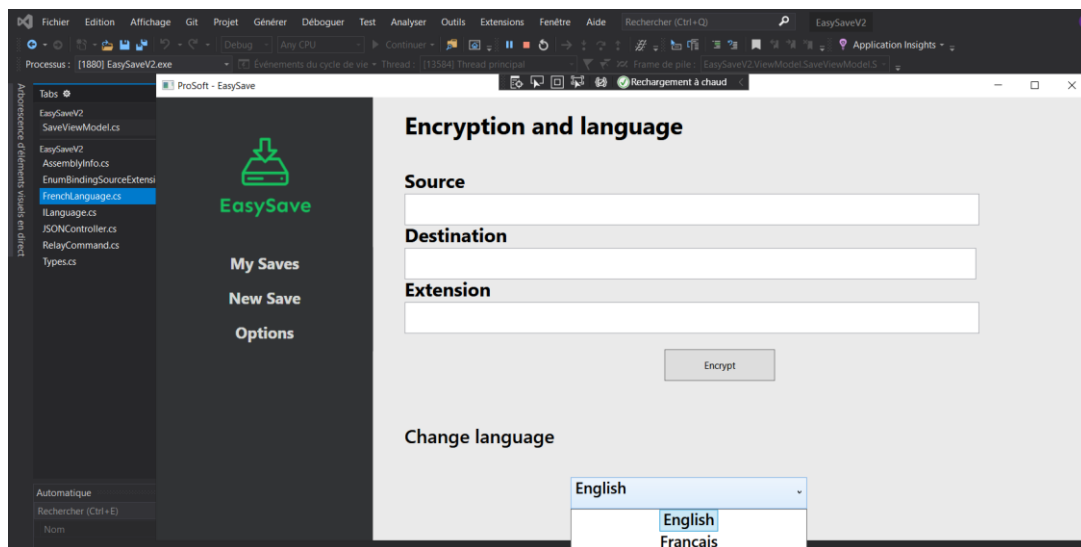 Fichier Edition Affichage Git Projet Générer Déboguer Test Analyser Outils Extensions Fenêtre Aide Rechercher (Ctrl+Q) EasySaveV2
Debug Any CPU Continuer Application Insights
Processus : [1880] EasySaveV2.exe Événements du cycle de vie Thread : [13584] Thread principal Frame de pile : EasySaveV2.ViewModel.SaveViewModel.S
Arborescence d'éléments visuels en direct
Tabs
EasySaveV2
SaveViewModel.cs
EasySaveV2
AssemblyInfo.cs
EnumBindingSourceExtensi
FrenchLanguage.cs
ILanguage.cs
JSONController.cs
RelayCommand.cs
Types.cs
Automatique
Rechercher (Ctrl+E)
Nom
ProSoft - EasySave
Rechargement à chaud
EasySave
My Saves
New Save
Options
Encryption and language
Source
Destination
Extension
Encrypt
Change language
English
English
Français